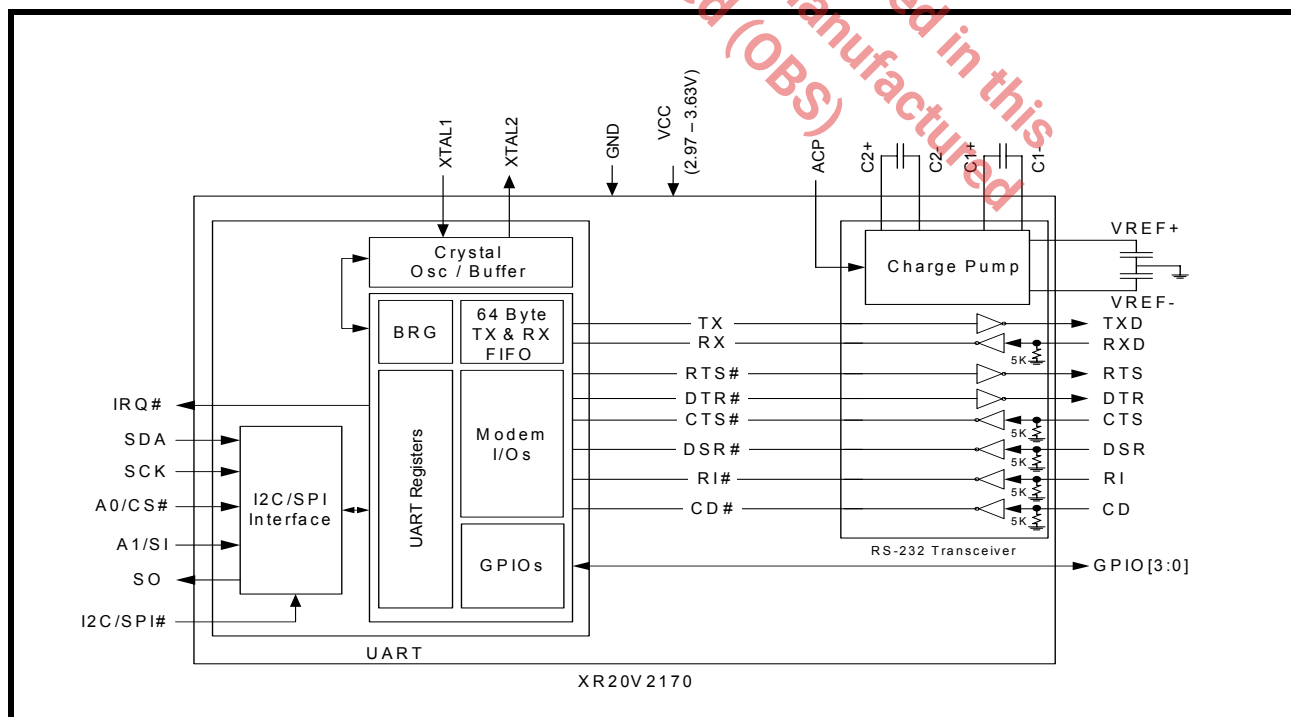 ed in this
manufactured
ed (OBS)
XTAL1
XTAL2
GND
VCC
(2.97 – 3.63V)
ACP
C2+
C2-
C1+
C1-
Crystal
Osc / Buffer
Charge Pump
VREF+
VREF-
BRG
64 Byte
TX & RX
FIFO
TX
TXD
RX
5K
RXD
RTS#
RTS
DTR#
DTR
IRQ#
SDA
SCK
A0/CS#
A1/SI
SO
I2C/SPI#
I2C/SPI
Interface
UART Registers
Modem
I/Os
GPIOs
CTS#
5K
CTS
DSR#
5K
DSR
RI#
5K
RI
CD#
5K
CD
RS-232 Transceiver
GPIO[3:0]
UART
XR20V2170